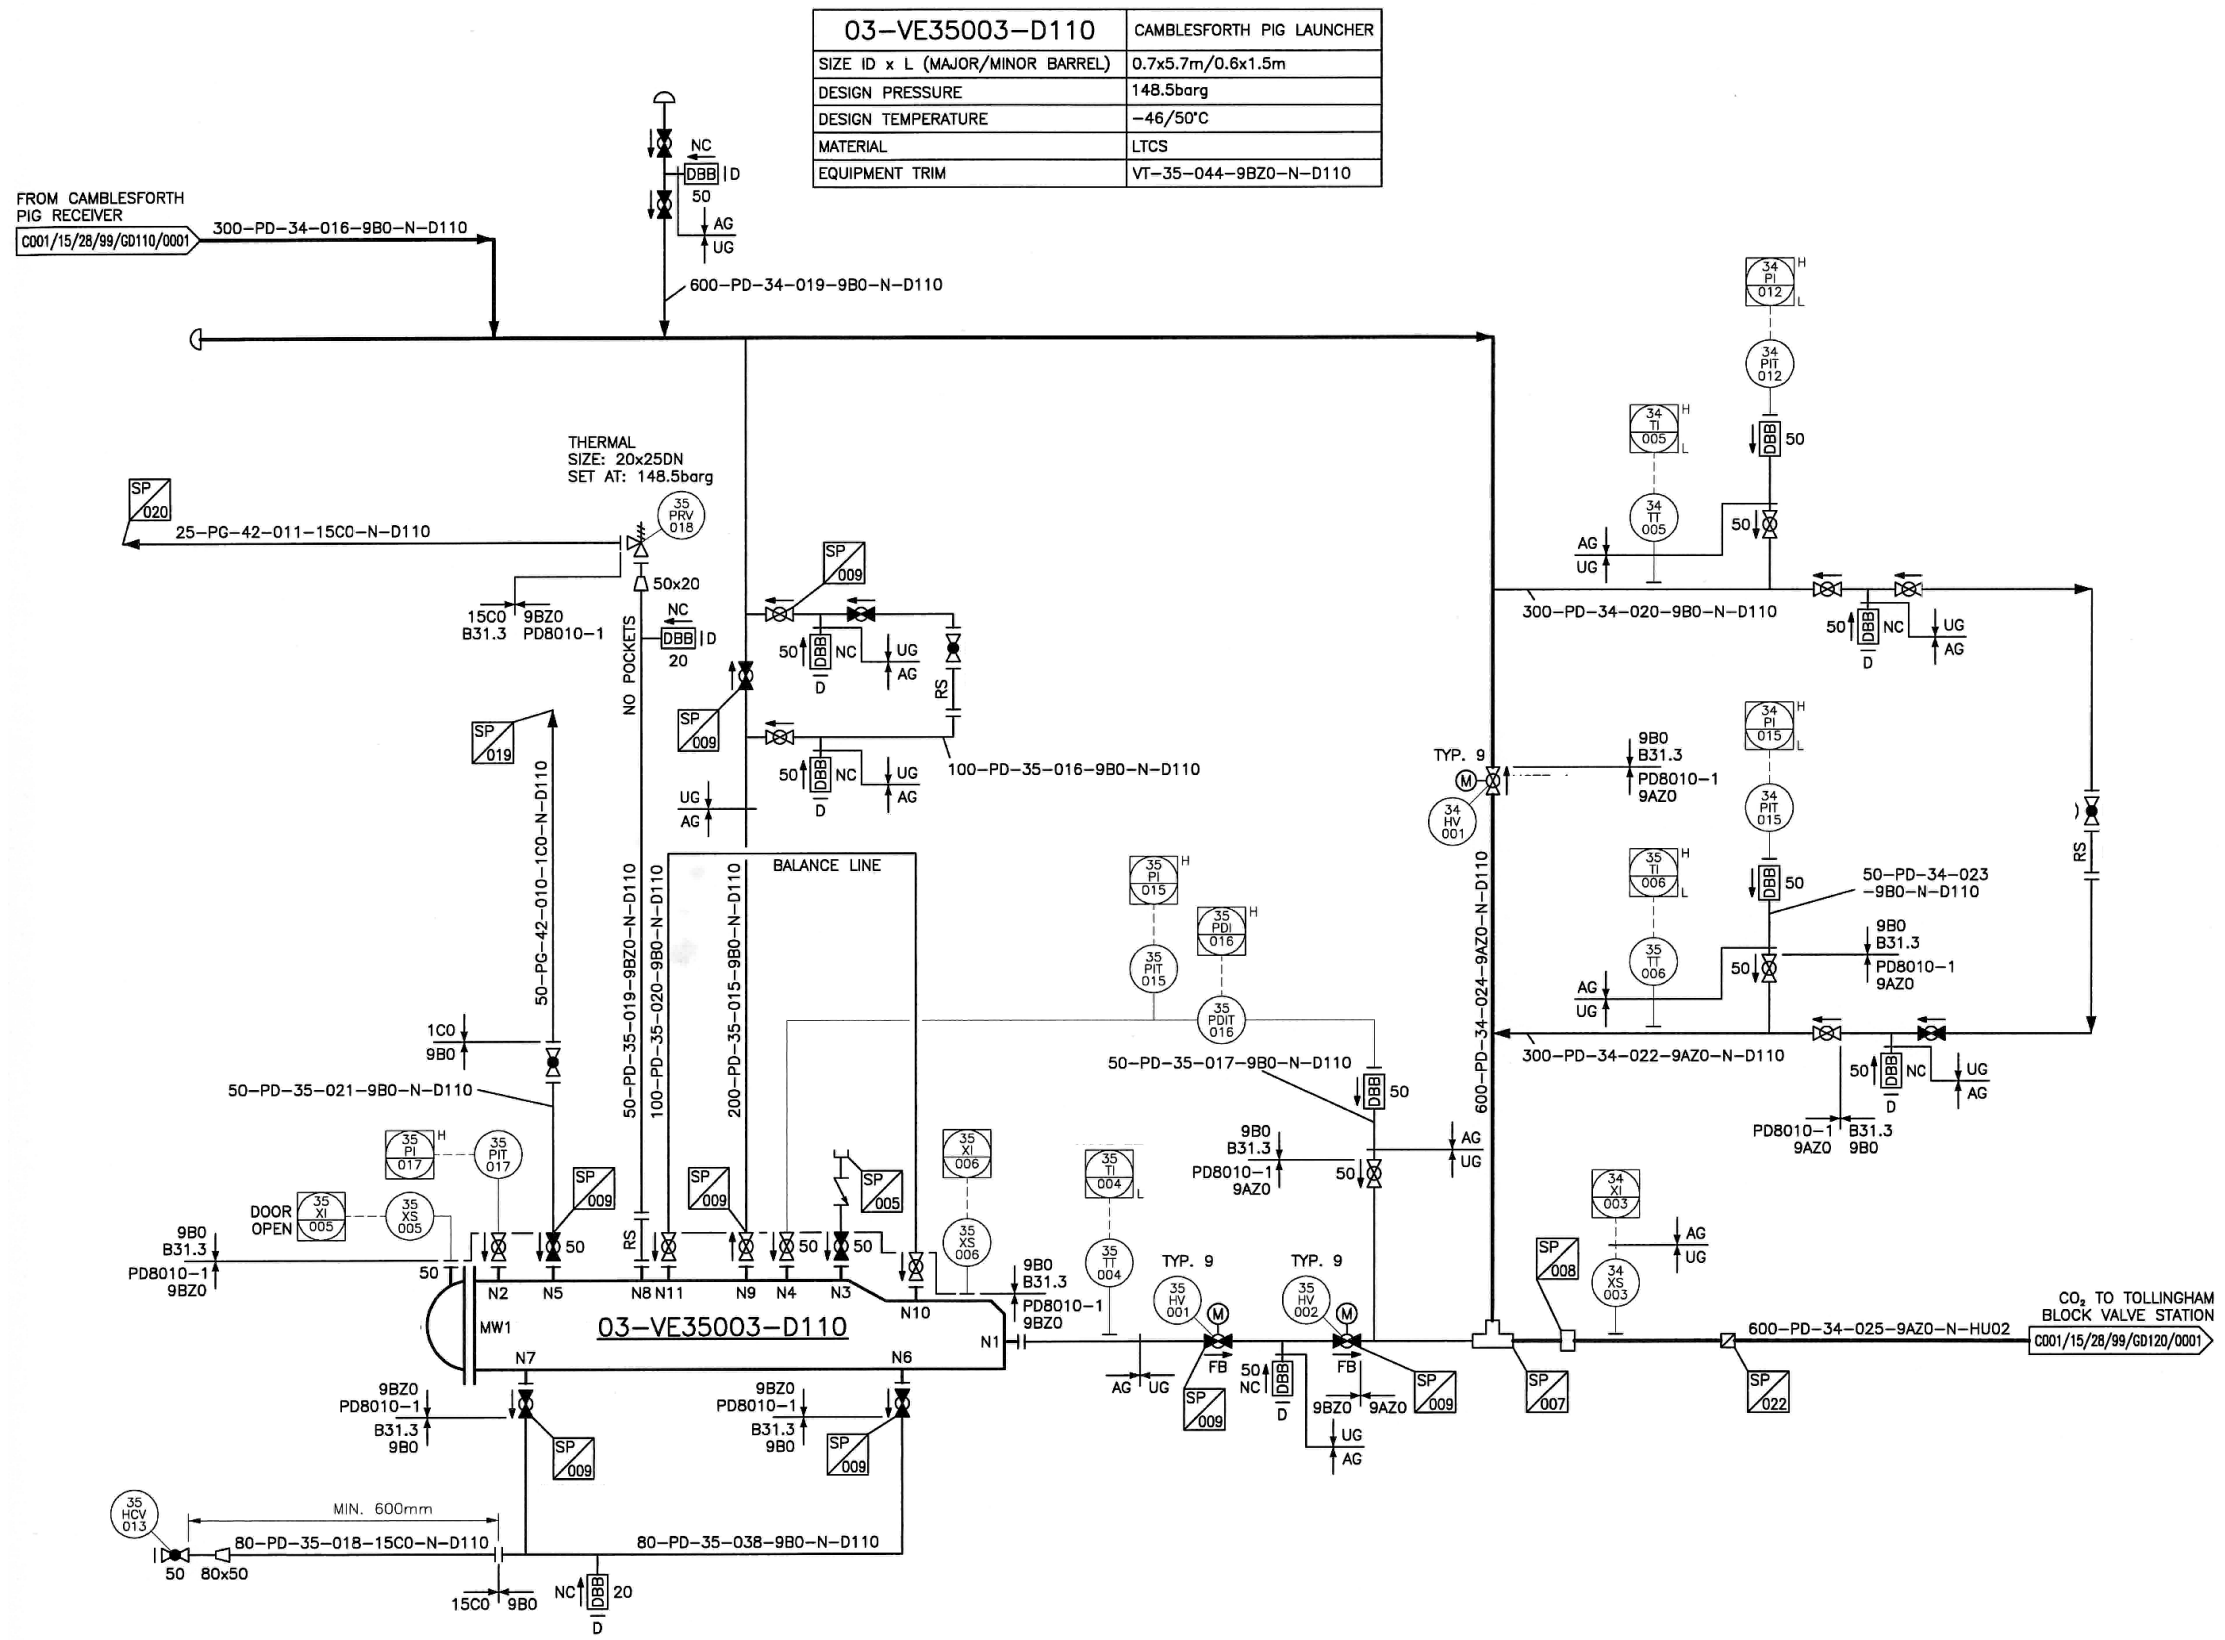 03-VE35003-D110
CAMBLESFORTH PIG LAUNCHER
SIZE ID x L (MAJOR/MINOR BARREL)
0.7x5.7m/0.6x1.5m
DESIGN PRESSURE
148.5barg
DESIGN TEMPERATURE
-46/50°C
MATERIAL
LTCS
EQUIPMENT TRIM
VT-35-044-9BZ0-N-D110
FROM CAMBLESFORTH
PIG RECEIVER
C001/15/28/99/GD110/0001
300-PD-34-016-9B0-N-D110
NC
DBB
D
50
AG
UG
600-PD-34-019-9B0-N-D110
34
PI
012
H
L
34
PIT
012
DBB
50
34
TI
005
H
L
34
TT
005
50
AG
UG
300-PD-34-020-9B0-N-D110
50
DBB
NC
D
UG
AG
THERMAL
SIZE: 20x25DN
SET AT: 148.5barg
35
PRV
018
SP
020
25-PG-42-011-15C0-N-D110
50x20
15C0
9BZ0
B31.3
PD8010-1
NO POCKETS
NC
DBB
D
20
SP
009
50
DBB
NC
D
UG
AG
RS
SP
009
50
DBB
NC
D
UG
AG
100-PD-35-016-9B0-N-D110
UG
AG
SP
019
50-PG-42-010-1C0-N-D110
1C0
9B0
50-PD-35-021-9B0-N-D110
50-PD-35-019-9BZ0-N-D110
100-PD-35-020-9B0-N-D110
200-PD-35-015-9B0-N-D110
BALANCE LINE
RS
TYP. 9
M
34
HV
001
9B0
B31.3
PD8010-1
9AZ0
600-PD-34-024-9AZ0-N-D110
34
PI
015
H
L
34
PIT
015
DBB
50
35
TI
006
H
L
35
TT
006
50-PD-34-023
-9B0-N-D110
50
9B0
B31.3
PD8010-1
9AZ0
AG
UG
RS
300-PD-34-022-9AZ0-N-D110
50
DBB
NC
D
UG
AG
PD8010-1
B31.3
9AZ0
9B0
35
PI
015
H
35
PIT
015
35
PDI
016
H
35
PDIT
016
50-PD-35-017-9B0-N-D110
DBB
50
9B0
B31.3
PD8010-1
9AZ0
50
AG
UG
35
PI
017
H
35
PIT
017
DOOR
OPEN
35
XI
005
35
XS
005
9B0
B31.3
PD8010-1
9BZ0
50
50
SP
009
SP
009
50
50
SP
005
35
XI
006
35
XS
006
9B0
B31.3
PD8010-1
9BZ0
35
TI
004
L
35
TT
004
TYP. 9
35
HV
001
M
FB
SP
009
TYP. 9
35
HV
002
M
FB
SP
009
AG
UG
50
NC
DBB
D
9BZ0
9AZ0
UG
AG
SP
007
SP
008
34
XI
003
34
XS
003
AG
UG
SP
022
600-PD-34-025-9AZ0-N-HU02
CO₂ TO TOLLINGHAM
BLOCK VALVE STATION
C001/15/28/99/GD120/0001
N2
N5
N8
N11
N9
N4
N3
N10
N1
MW1
03-VE35003-D110
N7
N6
9BZ0
PD8010-1
B31.3
9B0
SP
009
9BZ0
PD8010-1
B31.3
9B0
SP
009
35
HCV
013
MIN. 600mm
80-PD-35-018-15C0-N-D110
80-PD-35-038-9B0-N-D110
50
80x50
15C0
9B0
NC
DBB
20
D